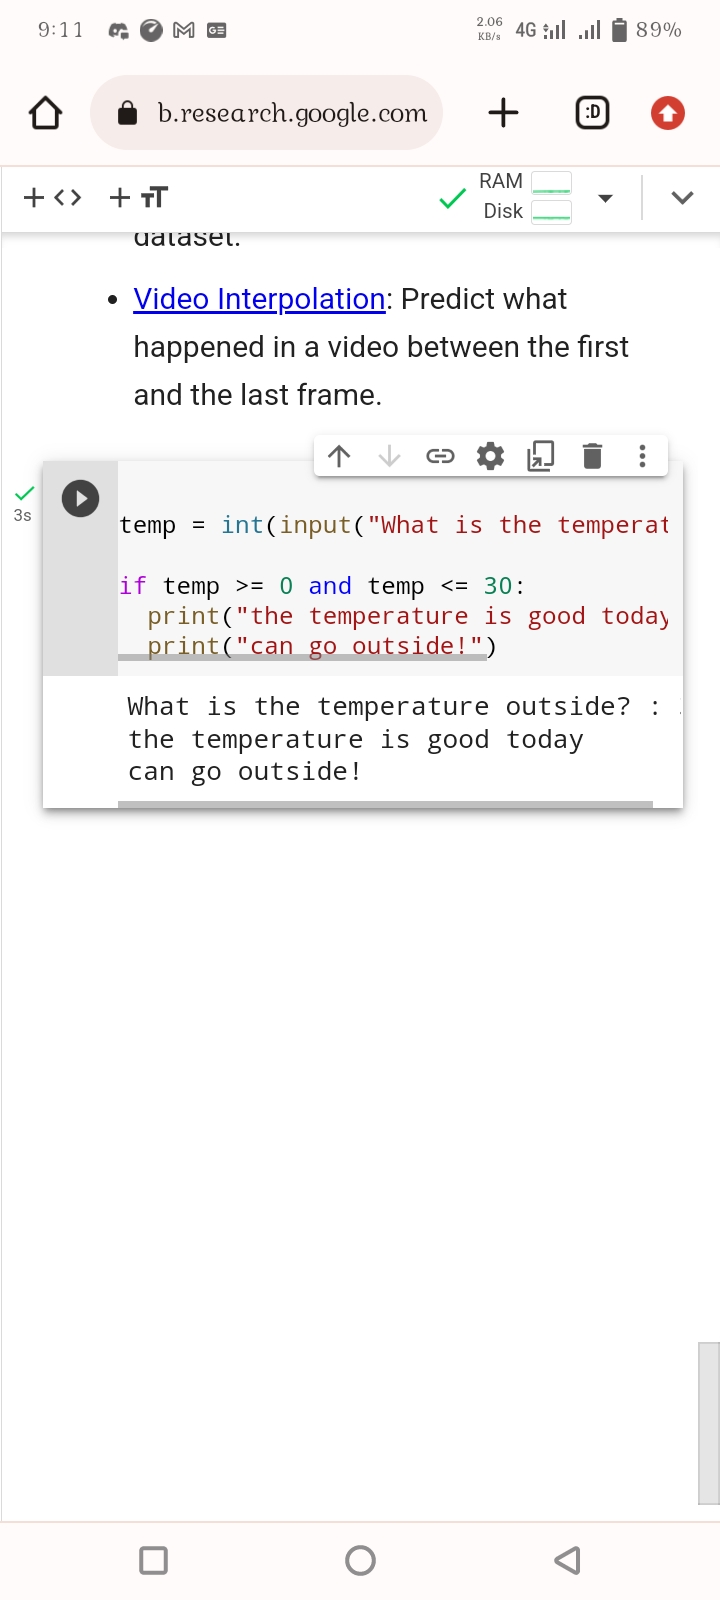 9:11
2.06
KB/s
4G
89%
b.research.google.com
:D
RAM
Disk
dataset.
Video Interpolation: Predict what
happened in a video between the first
and the last frame.
3s
temp = int(input("What is the temperat
if temp >= 0 and temp <= 30:
print("the temperature is good today
print("can go outside!")
What is the temperature outside? :
the temperature is good today
can go outside!